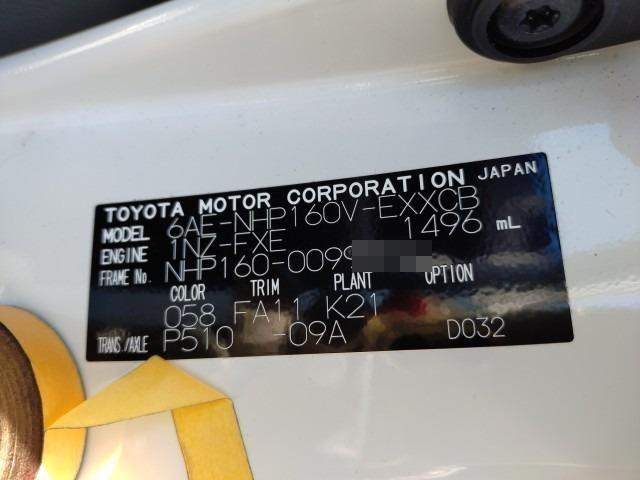 TOYOTA MOTOR CORPORATION JAPAN
MODEL 6AE-NHP160V-EXXCB
ENGINE 1NZ-FXE 1496 mL
FRAME No. NHP160-0099
COLOR TRIM PLANT OPTION
058 FA11 K21
TRANS./AXLE P510 -09A D032